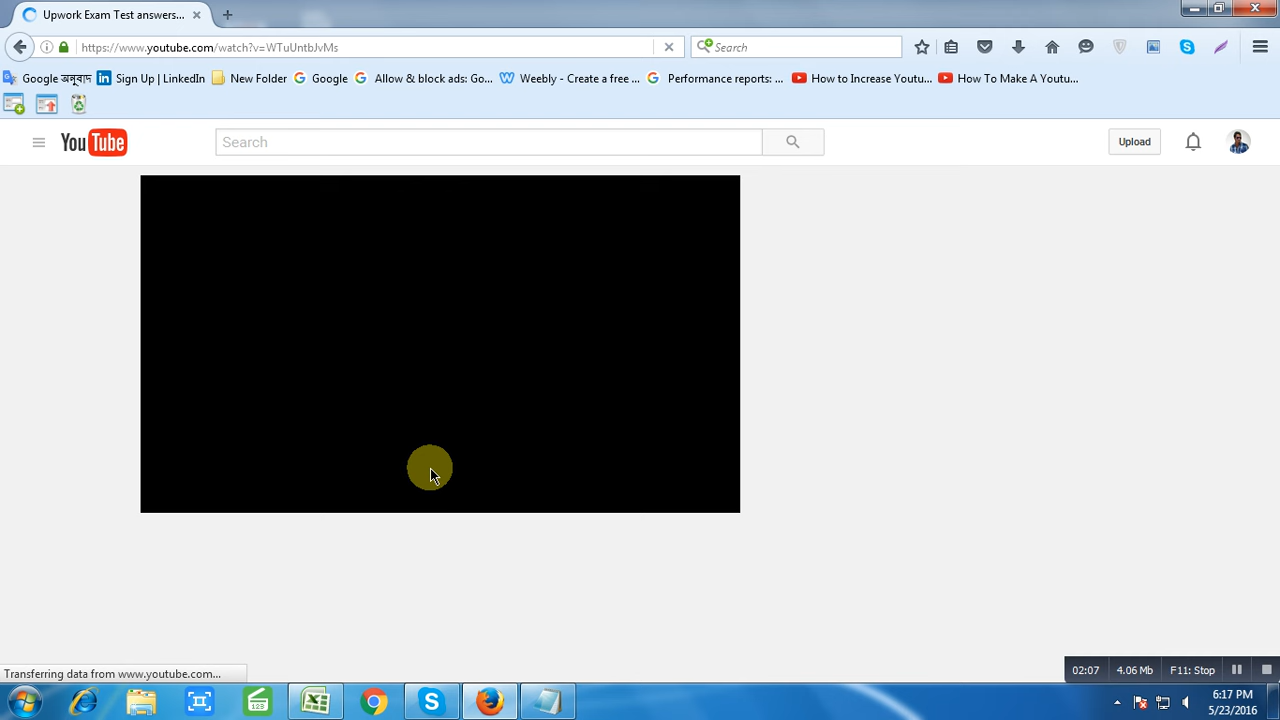 Upwork Exam Test answers...
https://www.youtube.com/watch?v=WTuUntbJvMs
Search
Google অনুবাদ
Sign Up | LinkedIn
New Folder
Google
Allow & block ads: Go...
Weebly - Create a free ...
Performance reports: ...
How to Increase Youtu...
How To Make A Youtu...
YouTube
Search
Upload
Transferring data from www.youtube.com...
02:07
4.06 Mb
F11: Stop
6:17 PM
5/23/2016